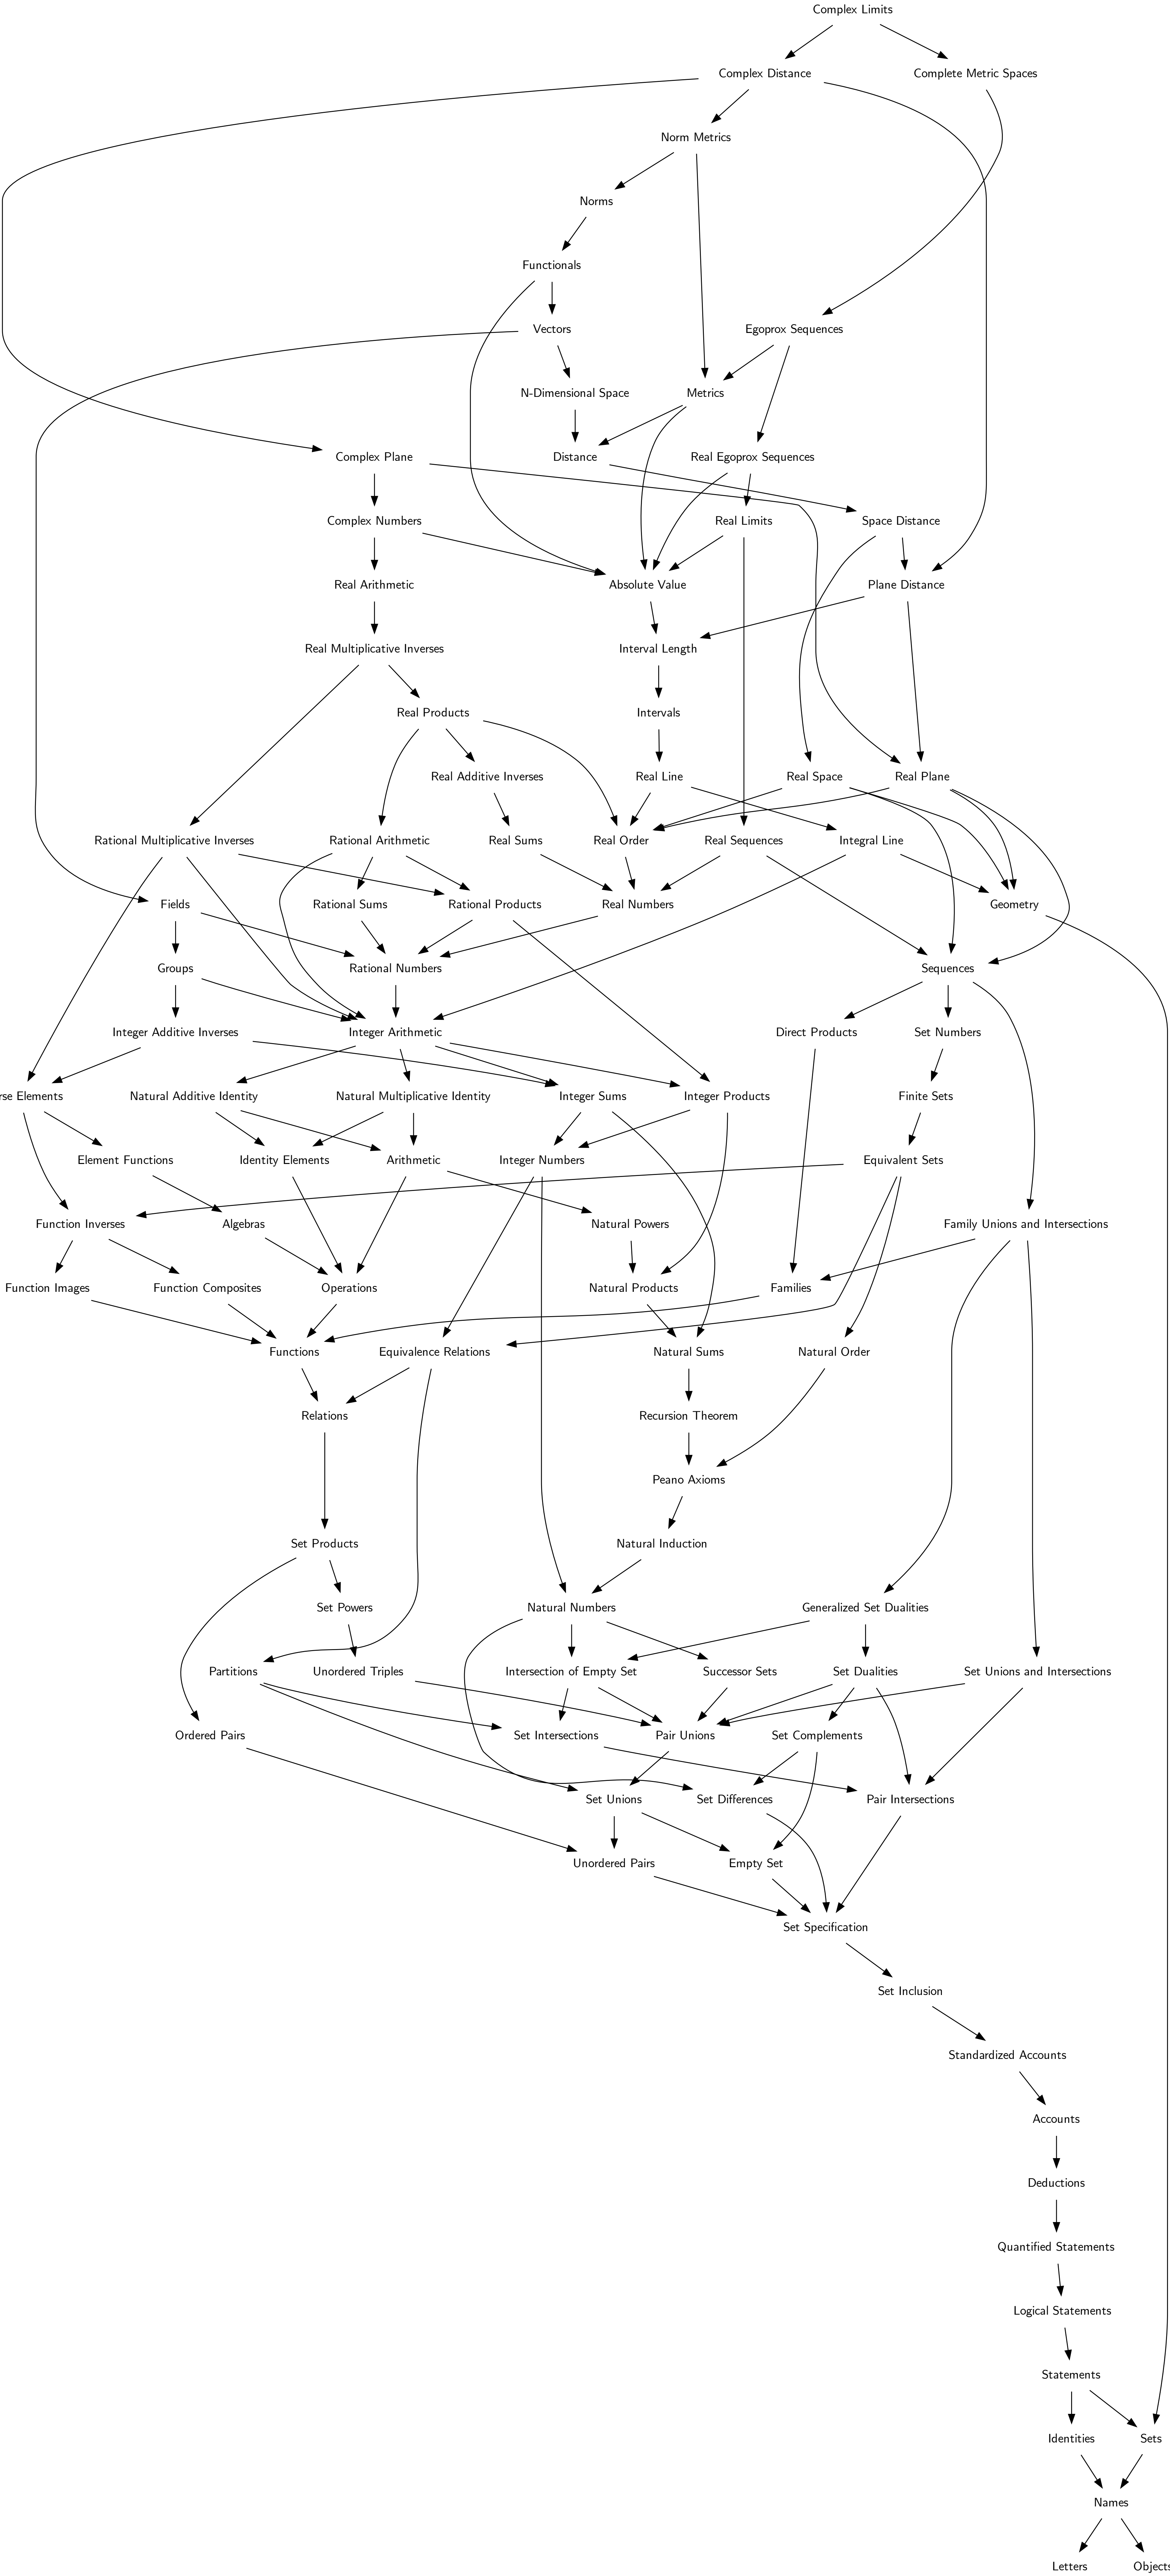 Complex Limits
Complex Distance
Complete Metric Spaces
Norm Metrics
Norms
Functionals
Vectors
Egoprox Sequences
N-Dimensional Space
Metrics
Complex Plane
Distance
Real Egoprox Sequences
Complex Numbers
Real Limits
Space Distance
Real Arithmetic
Absolute Value
Plane Distance
Real Multiplicative Inverses
Interval Length
Real Products
Intervals
Real Additive Inverses
Real Line
Real Space
Real Plane
Rational Multiplicative Inverses
Rational Arithmetic
Real Sums
Real Order
Real Sequences
Integral Line
Fields
Rational Sums
Rational Products
Real Numbers
Geometry
Groups
Rational Numbers
Sequences
Integer Additive Inverses
Integer Arithmetic
Direct Products
Set Numbers
rse Elements
Natural Additive Identity
Natural Multiplicative Identity
Integer Sums
Integer Products
Finite Sets
Element Functions
Identity Elements
Arithmetic
Integer Numbers
Equivalent Sets
Function Inverses
Algebras
Natural Powers
Family Unions and Intersections
Function Images
Function Composites
Operations
Natural Products
Families
Functions
Equivalence Relations
Natural Sums
Natural Order
Relations
Recursion Theorem
Peano Axioms
Set Products
Natural Induction
Set Powers
Natural Numbers
Generalized Set Dualities
Partitions
Unordered Triples
Intersection of Empty Set
Successor Sets
Set Dualities
Set Unions and Intersections
Ordered Pairs
Set Intersections
Pair Unions
Set Complements
Set Unions
Set Differences
Pair Intersections
Unordered Pairs
Empty Set
Set Specification
Set Inclusion
Standardized Accounts
Accounts
Deductions
Quantified Statements
Logical Statements
Statements
Identities
Sets
Names
Letters
Objects